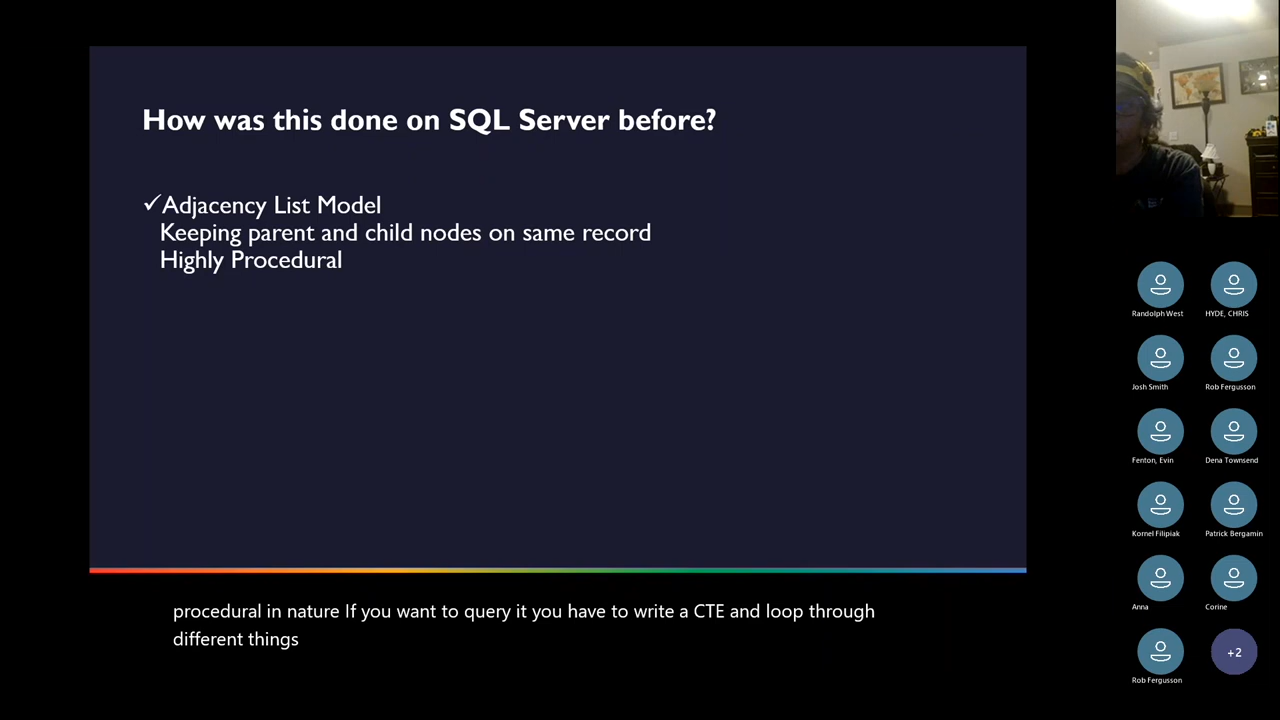 How was this done on SQL Server before?
✓Adjacency List Model
Keeping parent and child nodes on same record
Highly Procedural
procedural in nature If you want to query it you have to write a CTE and loop through
different things
Randolph West
HYDE, CHRIS
Josh Smith
Rob Fergusson
Fenton, Evin
Dena Townsend
Kornel Filipiak
Patrick Bergamin
Anna
Corine
Rob Fergusson
+2